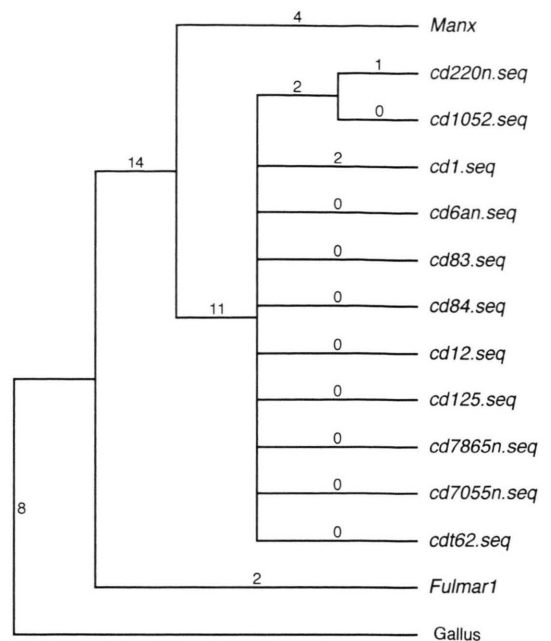 4 Manx
1 cd220n.seq
2
0 cd1052.seq
14 2 cd1.seq
0 cd6an.seq
0 cd83.seq
11 0 cd84.seq
0 cd12.seq
0 cd125.seq
0 cd7865n.seq
8 0 cd7055n.seq
0 cdt62.seq
2 Fulmar1
Gallus